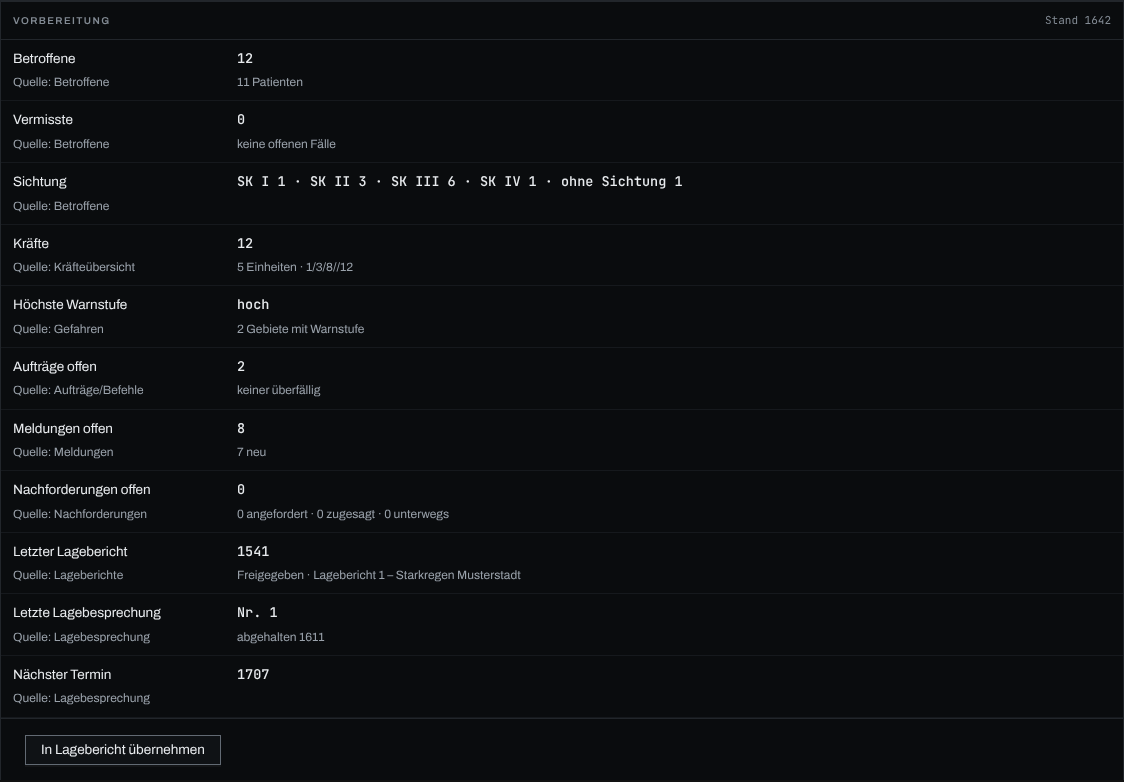 VORBEREITUNG Stand 1642
Betroffene 12
Quelle: Betroffene 11 Patienten
Vermisste 0
Quelle: Betroffene keine offenen Fälle
Sichtung SK I 1 · SK II 3 · SK III 6 · SK IV 1 · ohne Sichtung 1
Quelle: Betroffene
Kräfte 12
Quelle: Kräfteübersicht 5 Einheiten · 1/3/8//12
Höchste Warnstufe hoch
Quelle: Gefahren 2 Gebiete mit Warnstufe
Aufträge offen 2
Quelle: Aufträge/Befehle keiner überfällig
Meldungen offen 8
Quelle: Meldungen 7 neu
Nachforderungen offen 0
Quelle: Nachforderungen 0 angefordert · 0 zugesagt · 0 unterwegs
Letzter Lagebericht 1541
Quelle: Lageberichte Freigegeben · Lagebericht 1 – Starkregen Musterstadt
Letzte Lagebesprechung Nr. 1
Quelle: Lagebesprechung abgehalten 1611
Nächster Termin 1707
Quelle: Lagebesprechung
In Lagebericht übernehmen